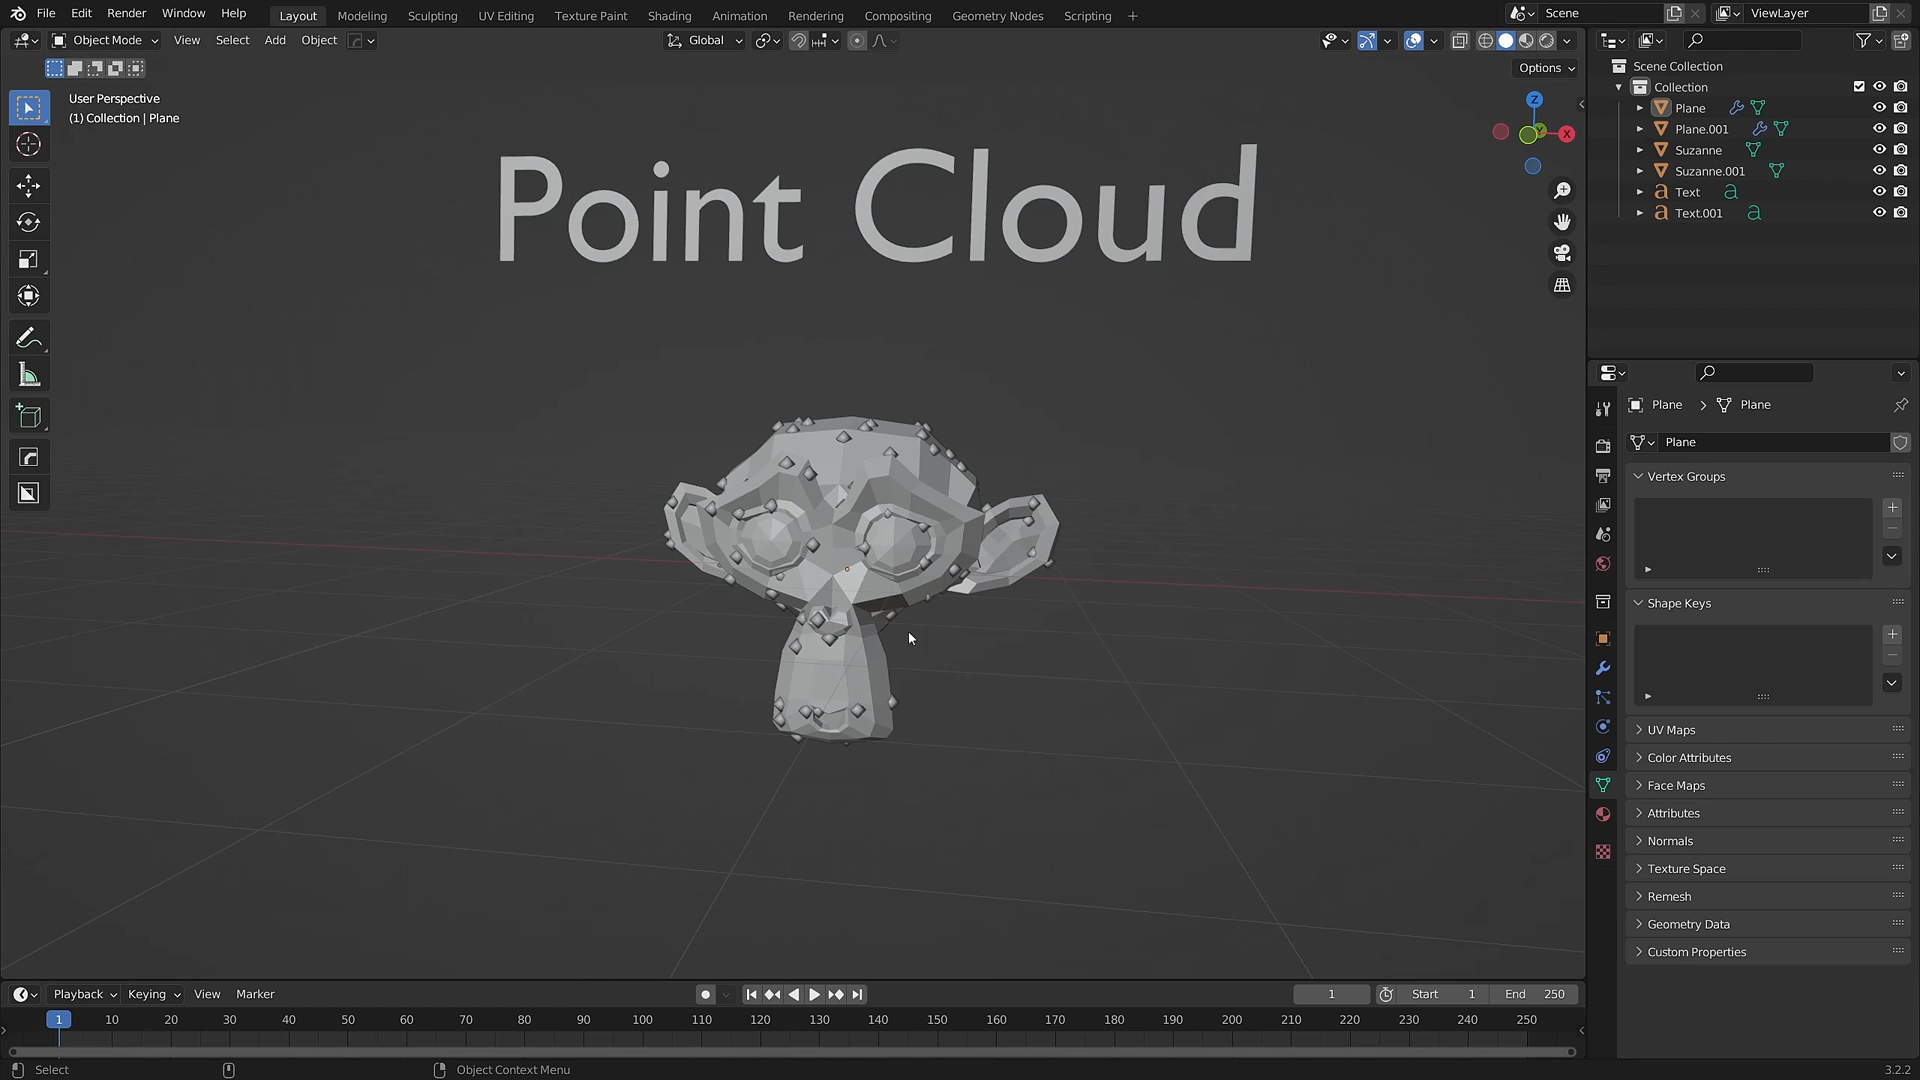 File Edit Render Window Help Layout Modeling Sculpting UV Editing Texture Paint Shading Animation Rendering Compositing Geometry Nodes Scripting + Scene ViewLayer
Object Mode View Select Add Object Global
Options
User Perspective
(1) Collection | Plane
Point Cloud
Z
X
Scene Collection
Collection
Plane
Plane.001
Suzanne
Suzanne.001
Text
Text.001
Plane > Plane
Plane
Vertex Groups
Shape Keys
UV Maps
Color Attributes
Face Maps
Attributes
Normals
Texture Space
Remesh
Geometry Data
Custom Properties
Playback Keying View Marker 1 Start 1 End 250
1 10 20 30 40 50 60 70 80 90 100 110 120 130 140 150 160 170 180 190 200 210 220 230 240 250
Select Object Context Menu 3.2.2